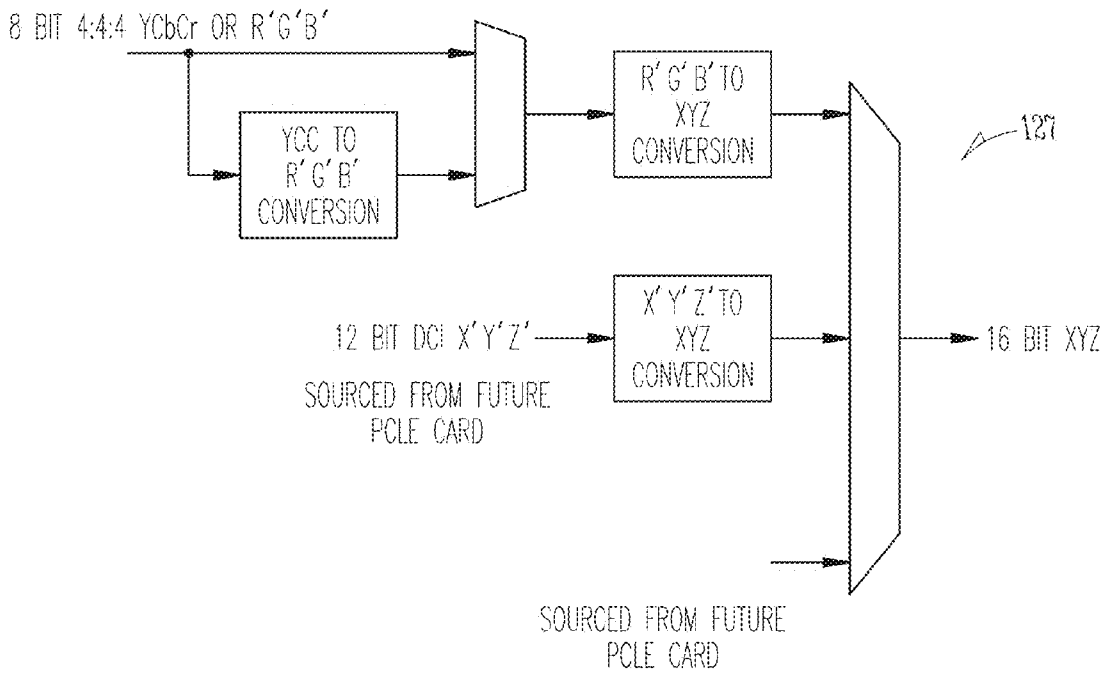 8 BIT 4:4:4 YCbCr OR R'G'B'
YCC TO
R' G' B'
CONVERSION
R' G' B' TO
XYZ
CONVERSION
127
12 BIT DCI X'Y'Z'
SOURCED FROM FUTURE
PCLE CARD
X' Y' Z' TO
XYZ
CONVERSION
16 BIT XYZ
SOURCED FROM FUTURE
PCLE CARD